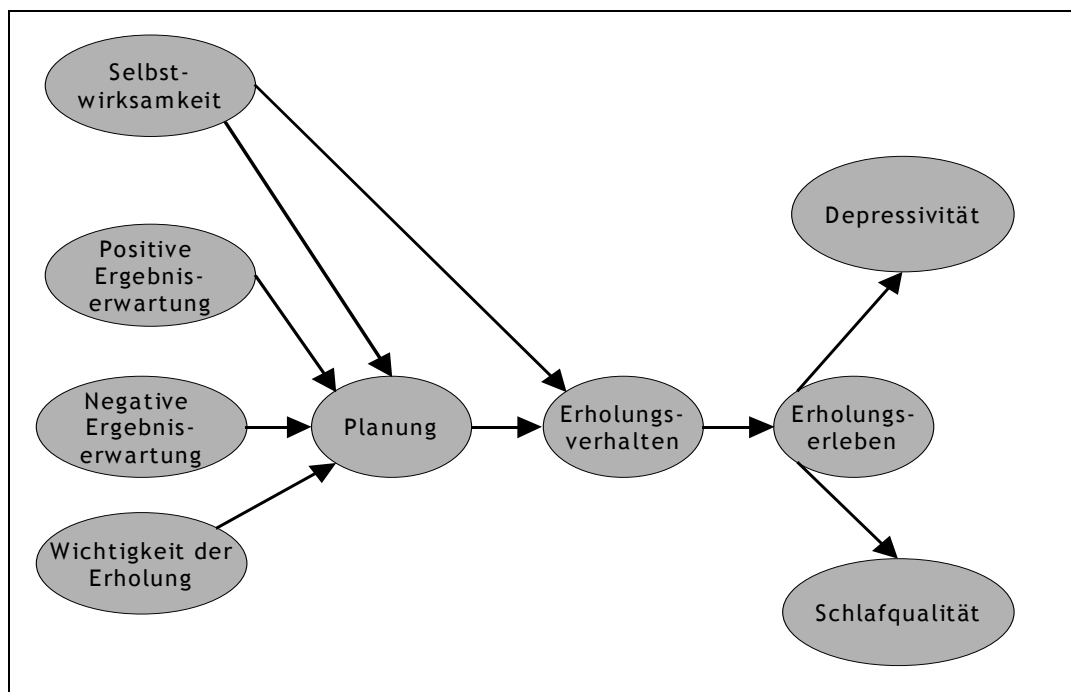 Selbst-
wirksamkeit
Positive
Ergebnis-
erwartung
Negative
Ergebnis-
erwartung
Wichtigkeit der
Erholung
Planung
Erholungs-
verhalten
Erholungs-
erleben
Depressivität
Schlafqualität